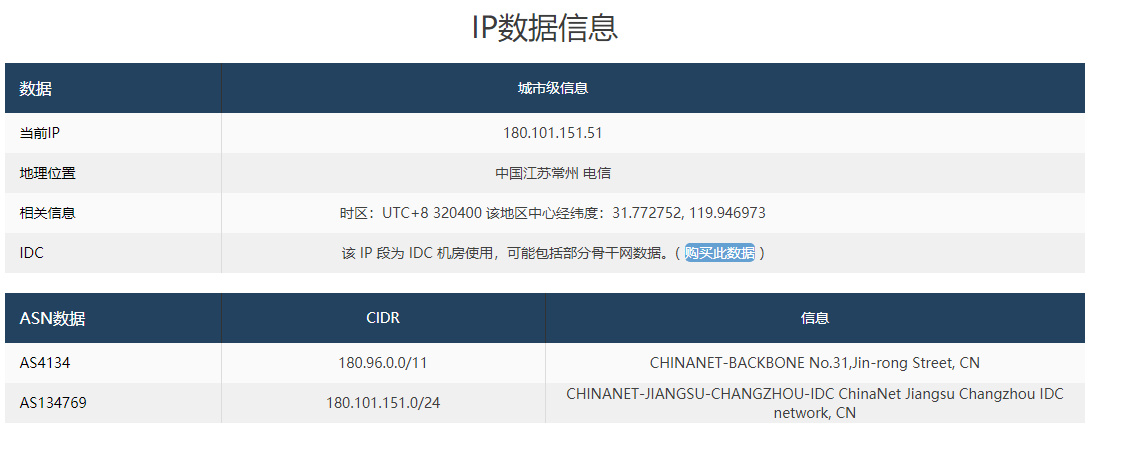 IP数据信息
数据 城市级信息
当前IP 180.101.151.51
地理位置 中国江苏常州 电信
相关信息 时区：UTC+8 320400 该地区中心经纬度：31.772752, 119.946973
IDC 该 IP 段为 IDC 机房使用，可能包括部分骨干网数据。( 购买此数据 )
ASN数据 CIDR 信息
AS4134 180.96.0.0/11 CHINANET-BACKBONE No.31,Jin-rong Street, CN
AS134769 180.101.151.0/24 CHINANET-JIANGSU-CHANGZHOU-IDC ChinaNet Jiangsu Changzhou IDC
network, CN